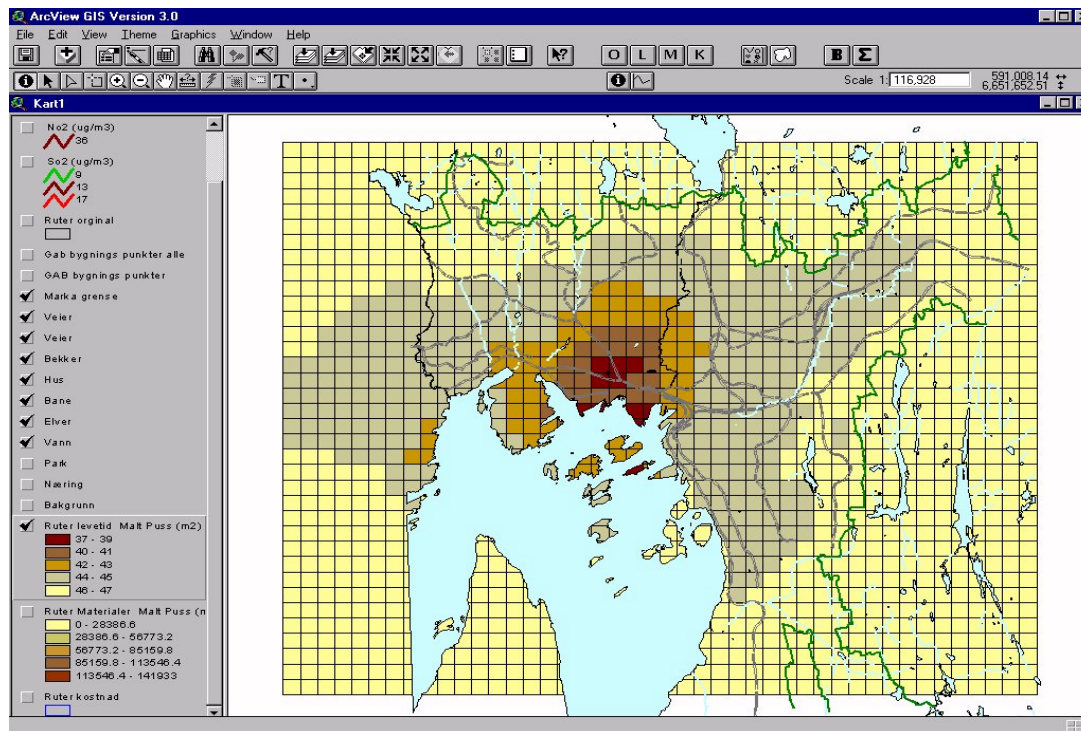 ArcView GIS Version 3.0
File Edit View Theme Graphics Window Help
O L M K B Σ
T Scale 1: 116,928 591,008.14
6,651,652.51
Kart1
No2 (ug/m3)
36
So2 (ug/m3)
9
13
17
Ruter orginal
Gab bygnings punkter alle
GAB bygnings punkter
Marka grense
Veier
Veier
Bekker
Hus
Bane
Elver
Vann
Park
Næring
Bakgrunn
Ruter levetid Malt Puss (m2)
37 - 39
40 - 41
42 - 43
44 - 45
46 - 47
Ruter Materialer Malt Puss (n
0 - 28386.6
28386.6 - 56773.2
56773.2 - 85159.8
85159.8 - 113546.4
113546.4 - 141933
Ruter kostnad